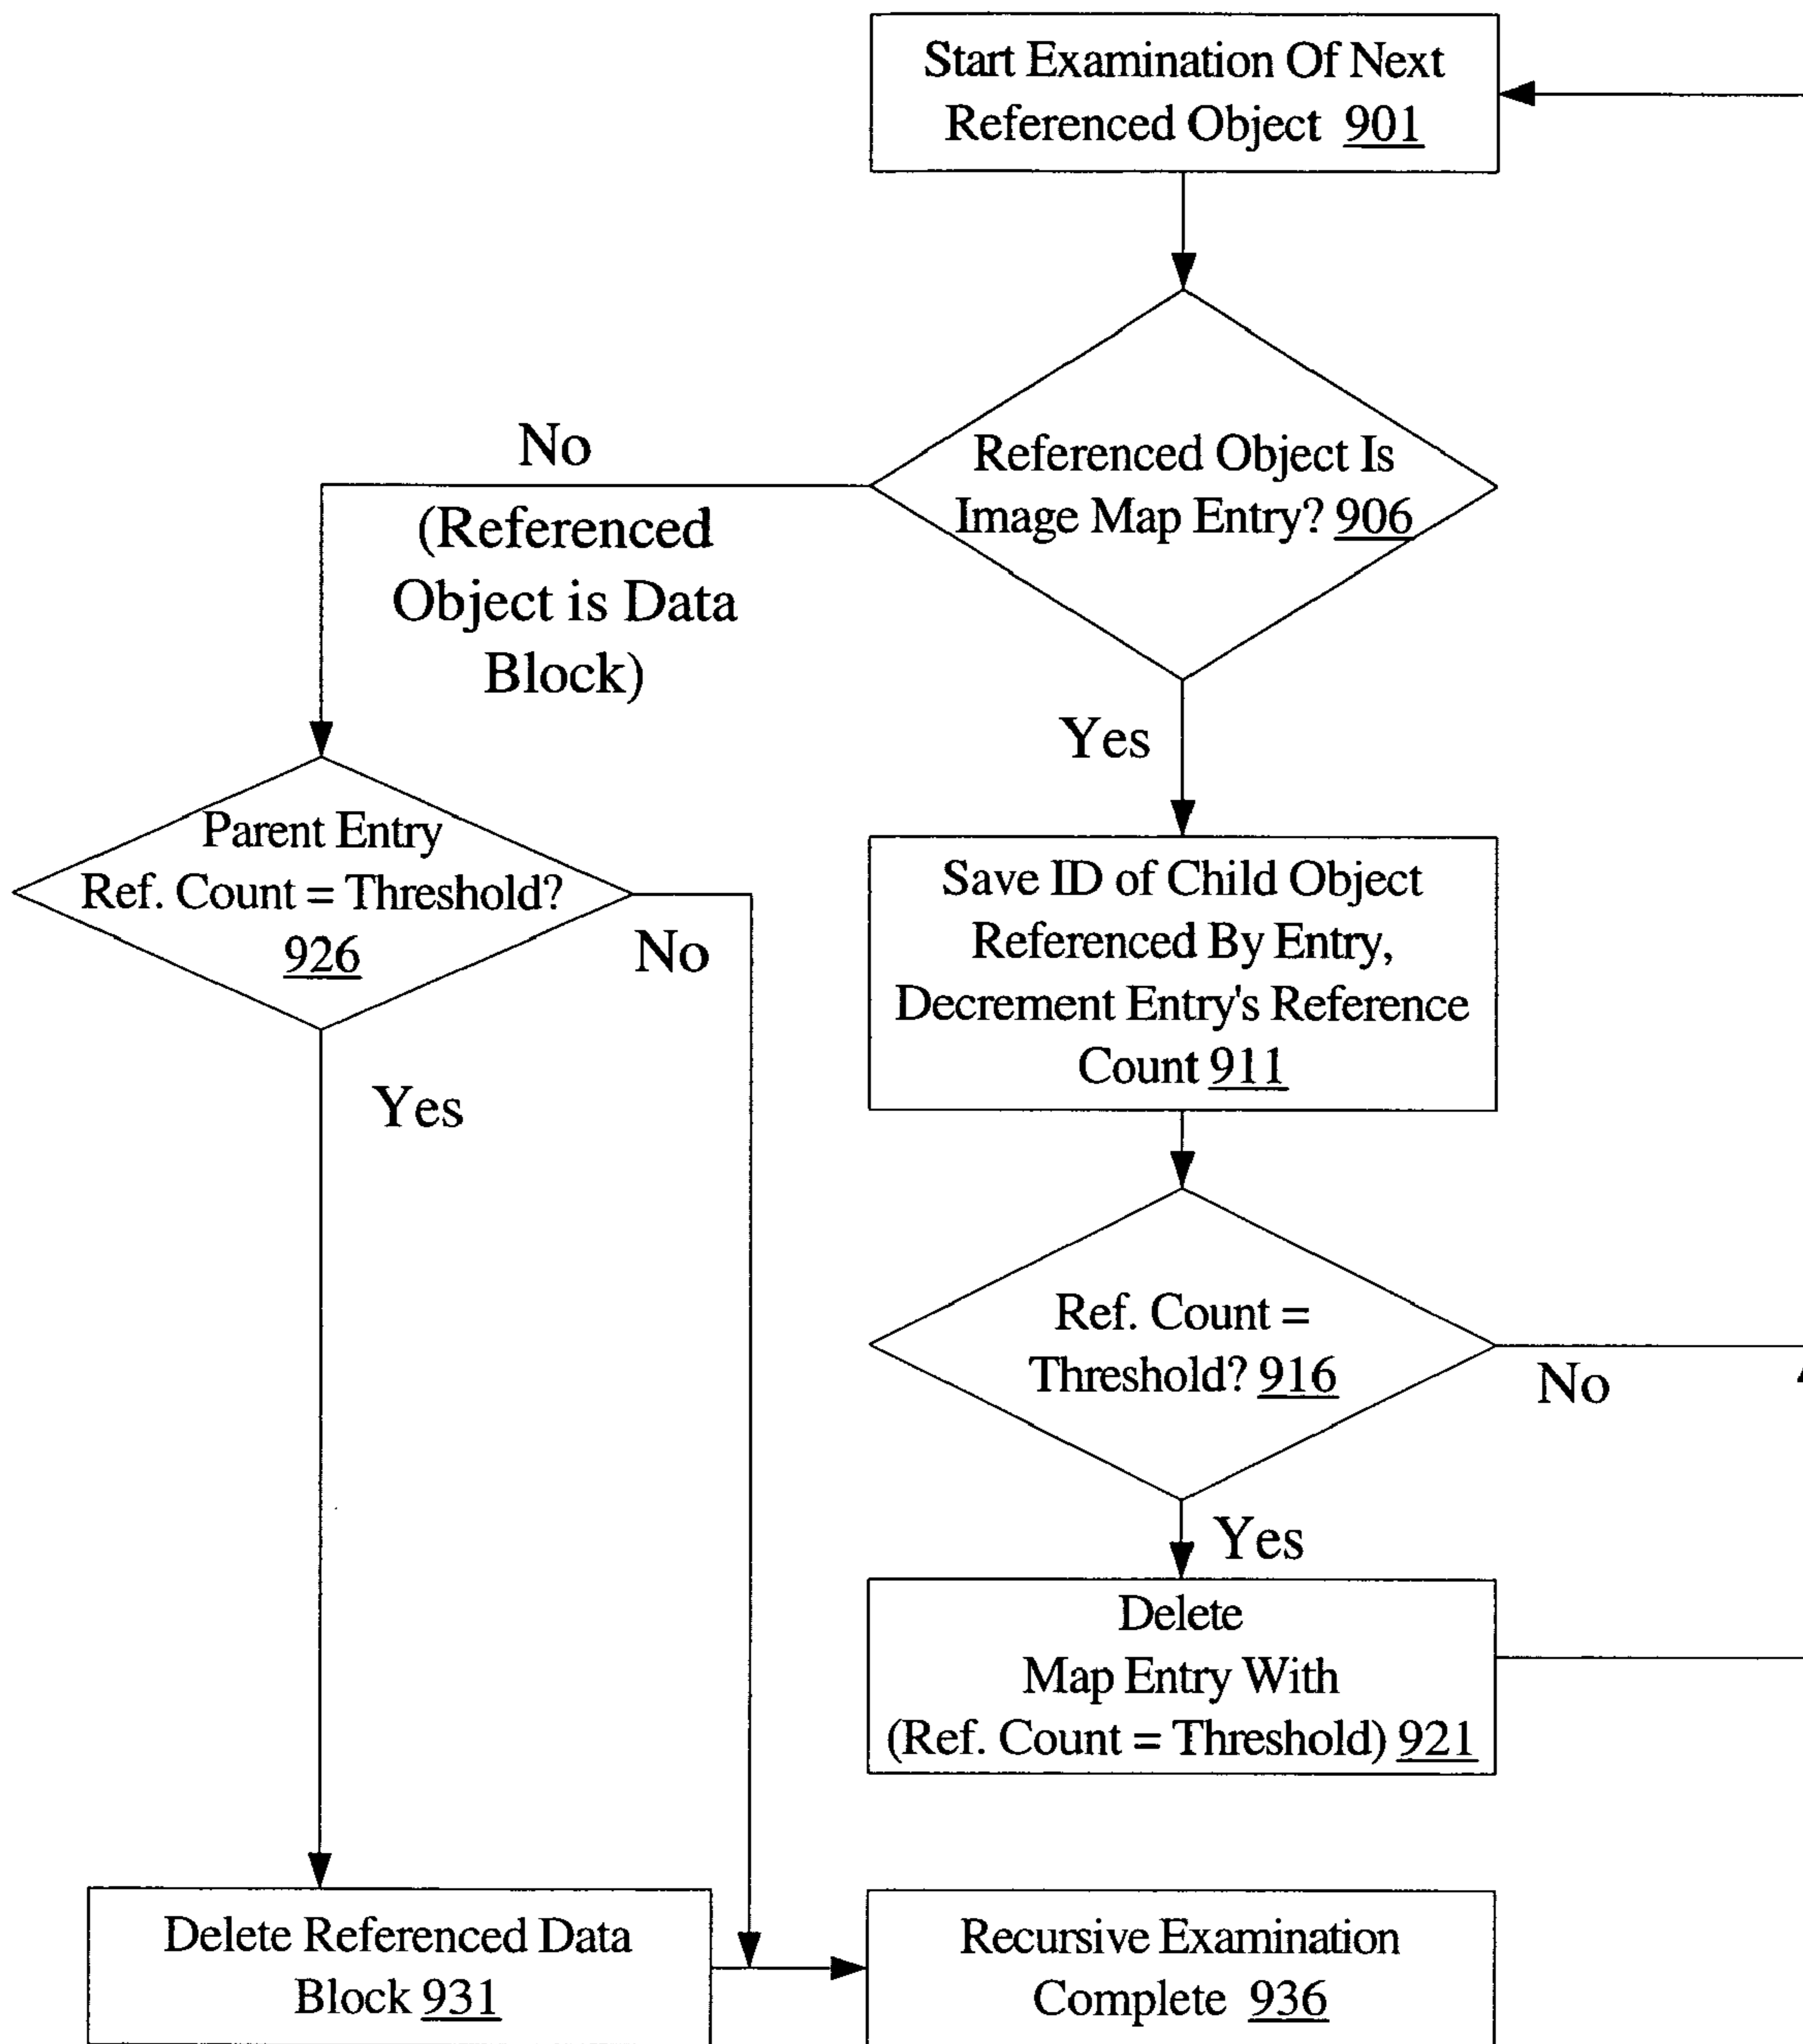 Start Examination Of Next
Referenced Object 901
Referenced Object Is
Image Map Entry? 906
No
(Referenced
Object is Data
Block)
Yes
Parent Entry
Ref. Count = Threshold?
926
No
Yes
Save ID of Child Object
Referenced By Entry,
Decrement Entry's Reference
Count 911
Ref. Count =
Threshold? 916
No
Yes
Delete
Map Entry With
(Ref. Count = Threshold) 921
Delete Referenced Data
Block 931
Recursive Examination
Complete 936